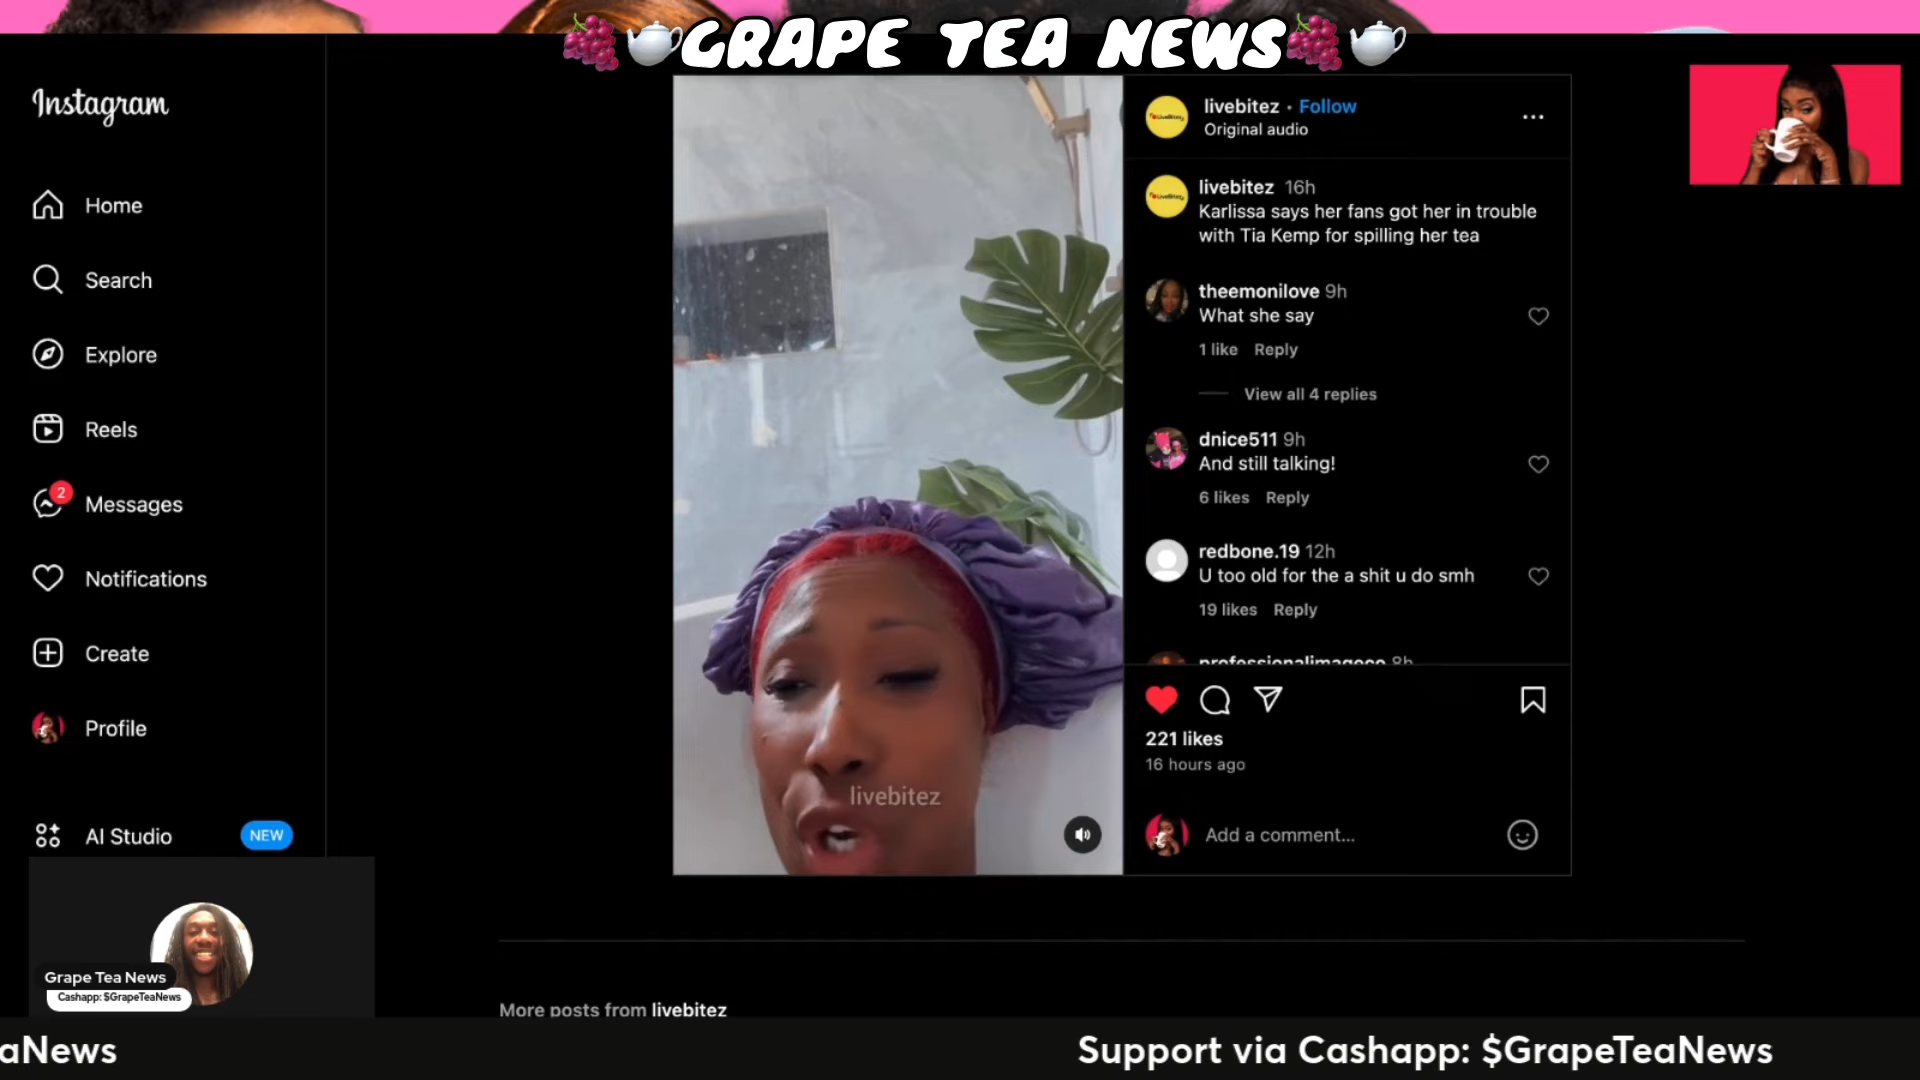 GRAPE TEA NEWS
Instagram
Home
Search
Explore
Reels
2
Messages
Notifications
Create
Profile
AI Studio
NEW
livebitez
livebitez • Follow
Original audio
livebitez 16h
Karlissa says her fans got her in trouble
with Tia Kemp for spilling her tea
theemonilove 9h
What she say
1 like Reply
View all 4 replies
dnice511 9h
And still talking!
6 likes Reply
redbone.19 12h
U too old for the a shit u do smh
19 likes Reply
professionalimageco 8h
221 likes
16 hours ago
Add a comment...
Grape Tea News
Cashapp: $GrapeTeaNews
More posts from livebitez
aNews
Support via Cashapp: $GrapeTeaNews